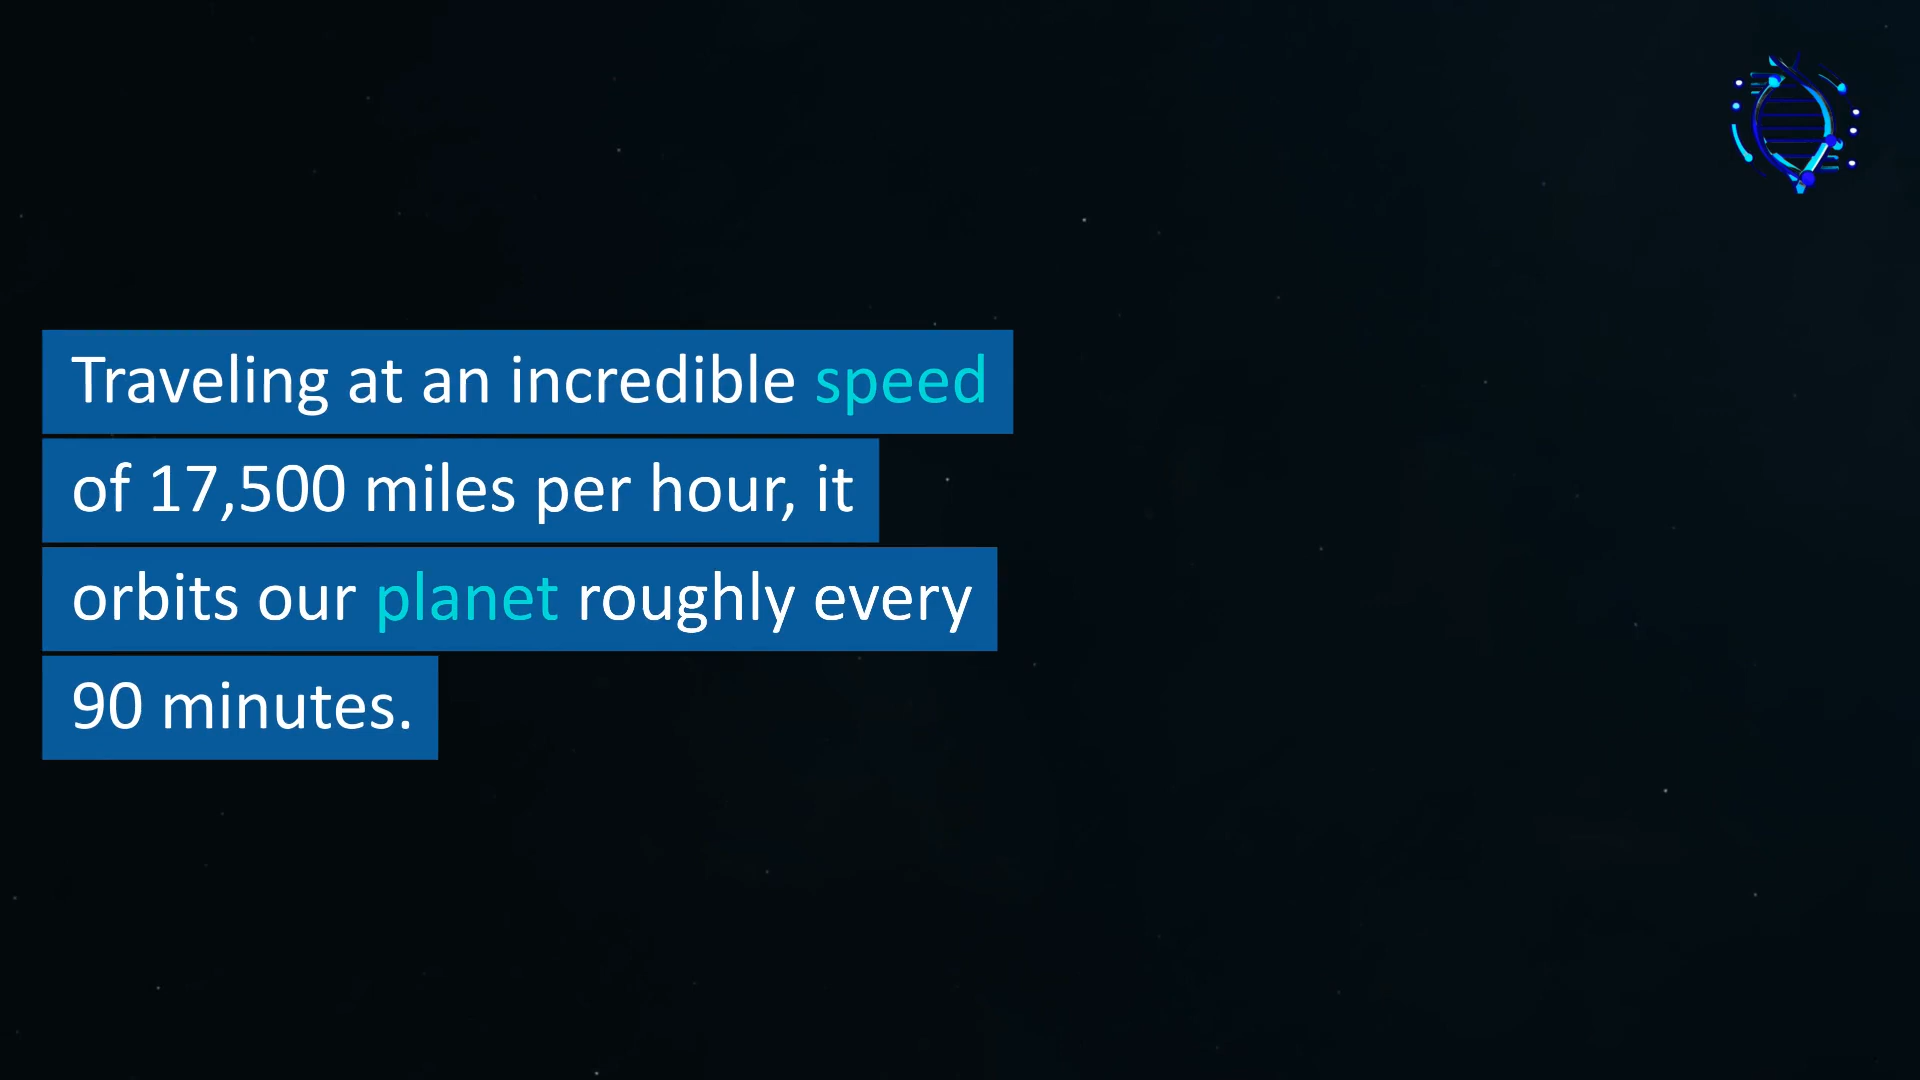 Traveling at an incredible speed
of 17,500 miles per hour, it
orbits our planet roughly every
90 minutes.